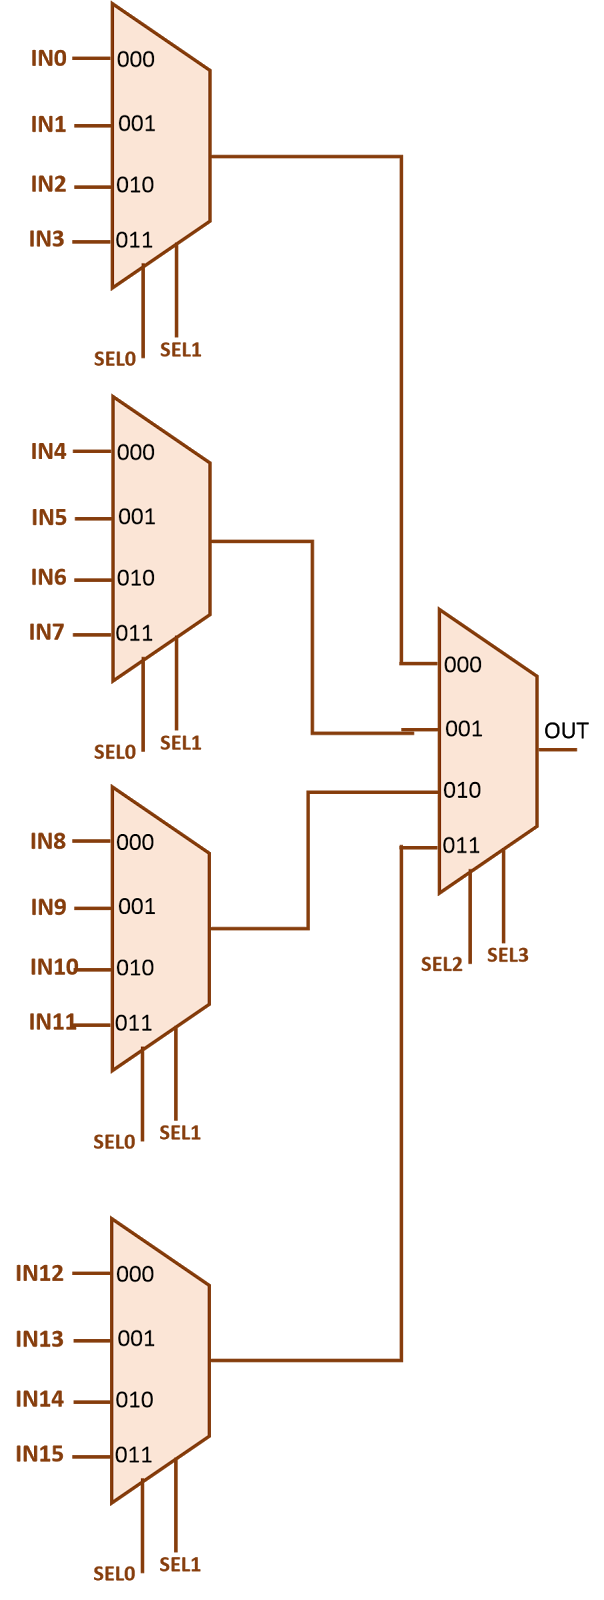 IN0 000
IN1 001
IN2 010
IN3 011
SEL0 SEL1
IN4 000
IN5 001
IN6 010
IN7 011
SEL0 SEL1
000
001 OUT
010
011
SEL2 SEL3
IN8 000
IN9 001
IN10 010
IN11 011
SEL0 SEL1
IN12 000
IN13 001
IN14 010
IN15 011
SEL0 SEL1